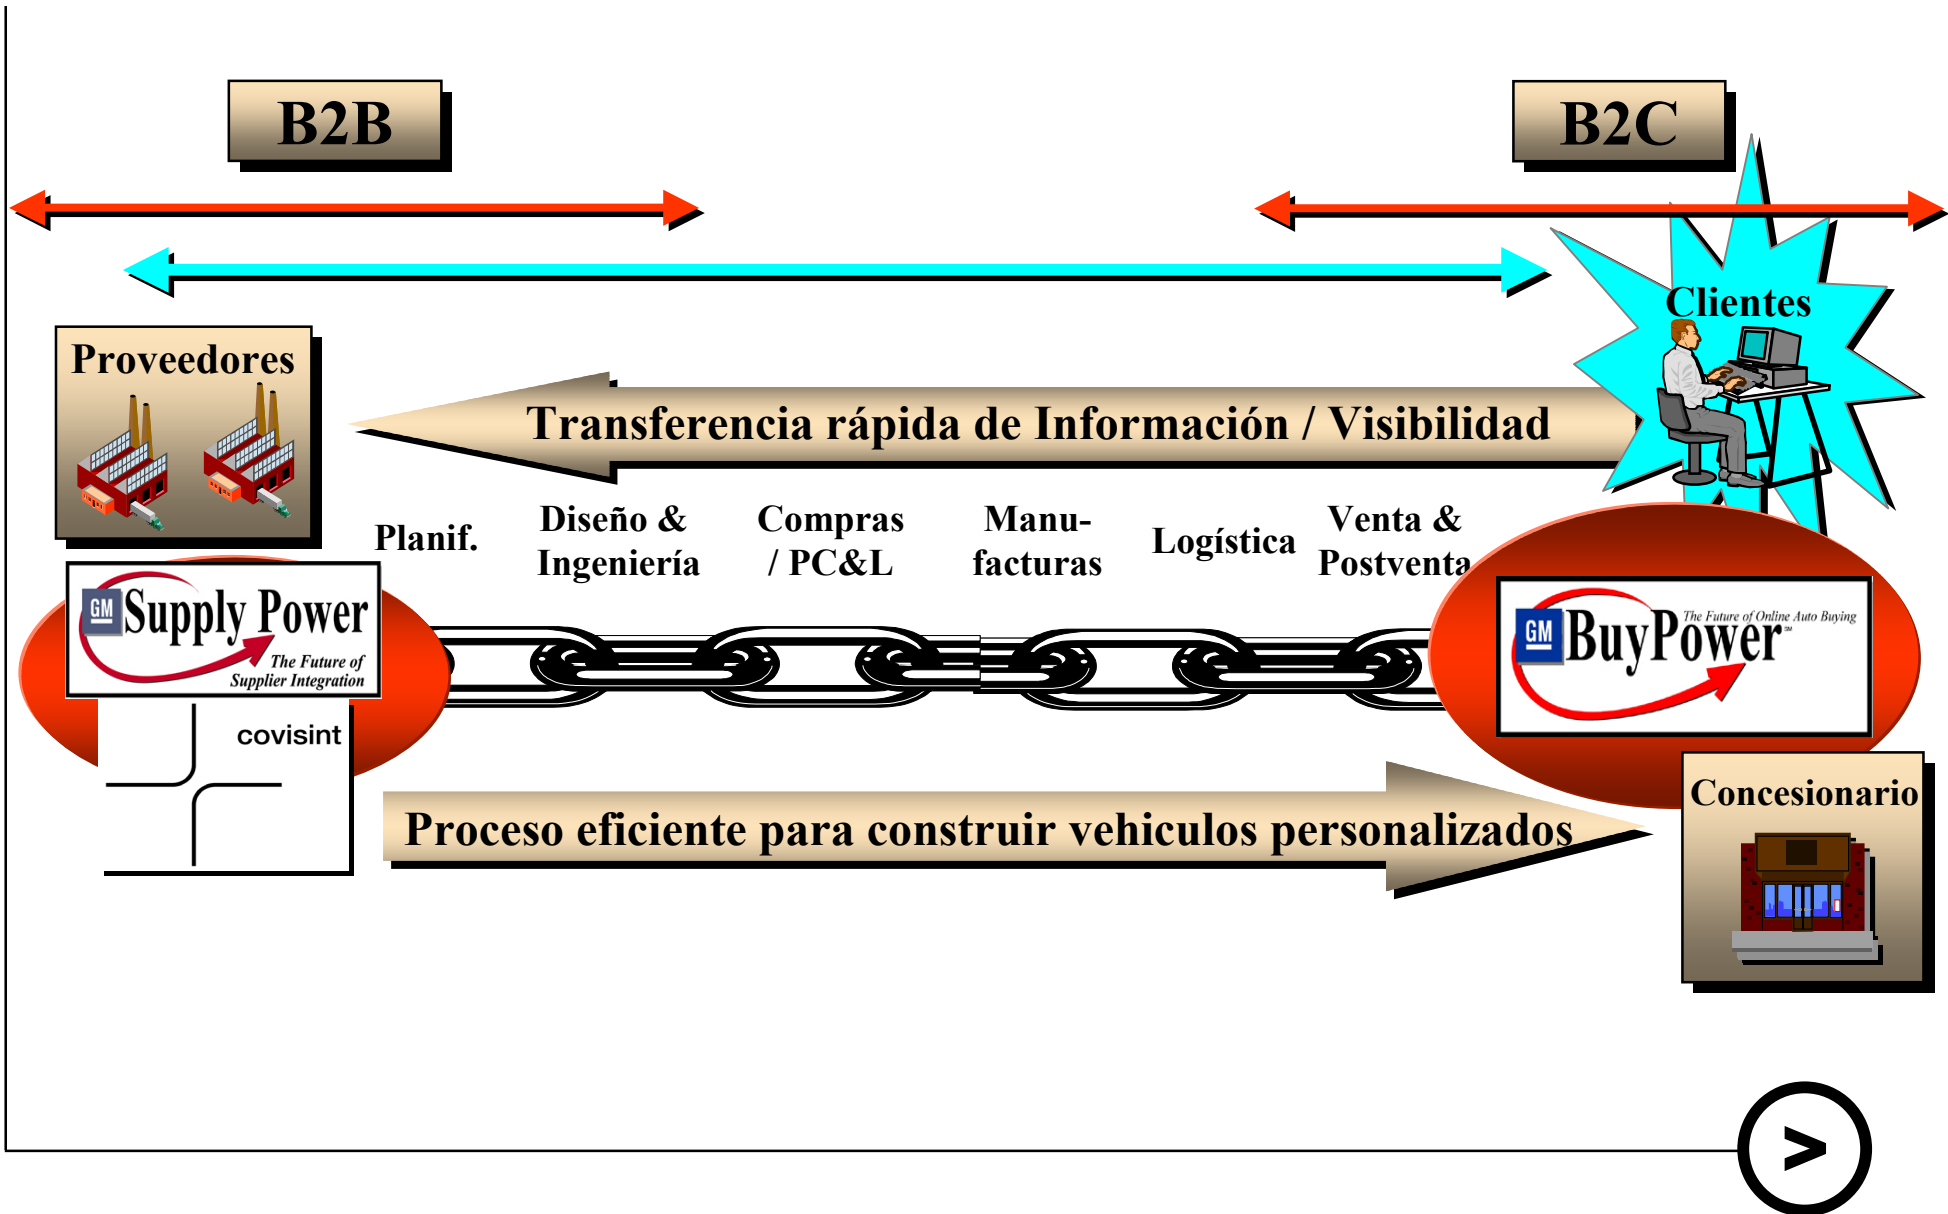 B2B
B2C
Clientes
Proveedores
Transferencia rápida de Información / Visibilidad
Planif.
Diseño &
Ingeniería
Compras
/ PC&L
Manu-
facturas
Logística
Venta &
Postventa
GM
Supply Power
The Future of
Supplier Integration
GM
The Future of Online Auto Buying
BuyPower
SM
covisint
Concesionario
Proceso eficiente para construir vehiculos personalizados
>